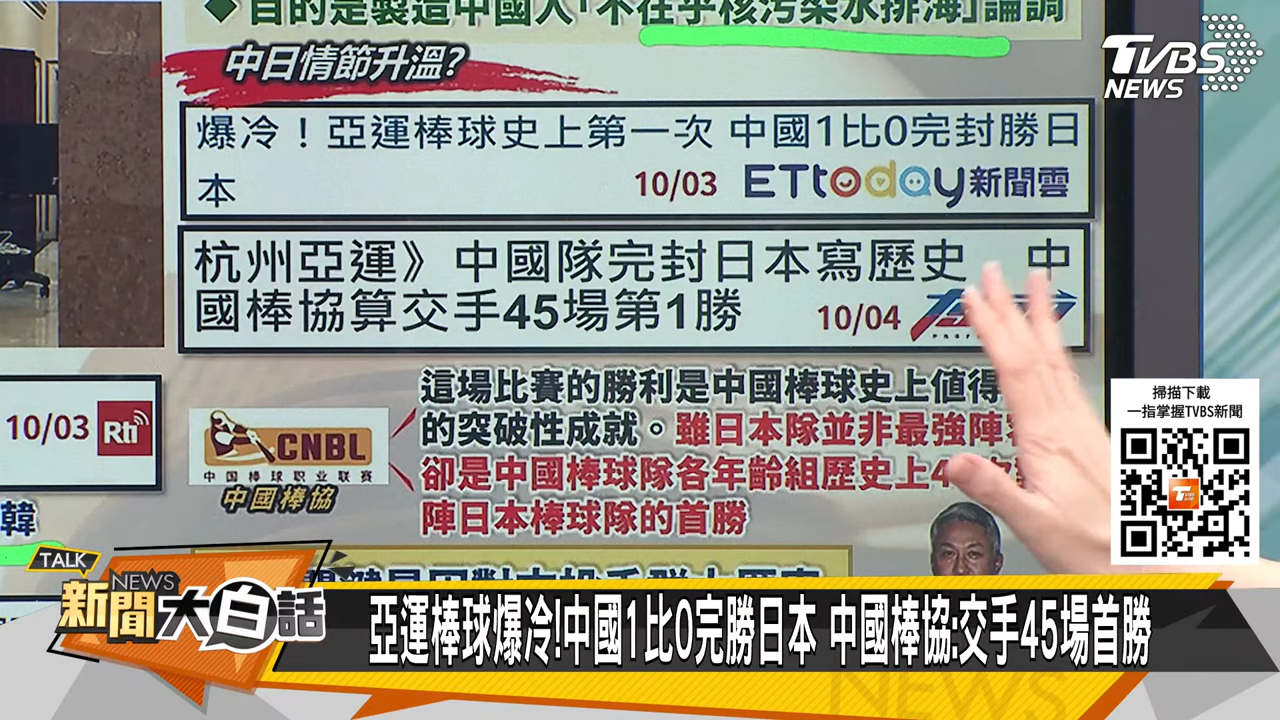 ◆目的是製造中國人「不在乎核污染水排海」論調
中日情節升溫?
TVBS
NEWS
爆冷！亞運棒球史上第一次 中國1比0完封勝日
本
10/03 ETtoday新聞雲
杭州亞運》中國隊完封日本寫歷史 中
國棒協算交手45場第1勝
10/04
10/03 Rti
韓
CNBL
中国棒球职业联赛
中國棒協
這場比賽的勝利是中國棒球史上值得
的突破性成就。雖日本隊並非最強陣
卻是中國棒球隊各年齡組歷史上4
陣日本棒球隊的首勝
掃描下載
一指掌握TVBS新聞
TALK
NEWS
新聞大白話
亞運棒球爆冷!中國1比0完勝日本 中國棒協:交手45場首勝
NEWS